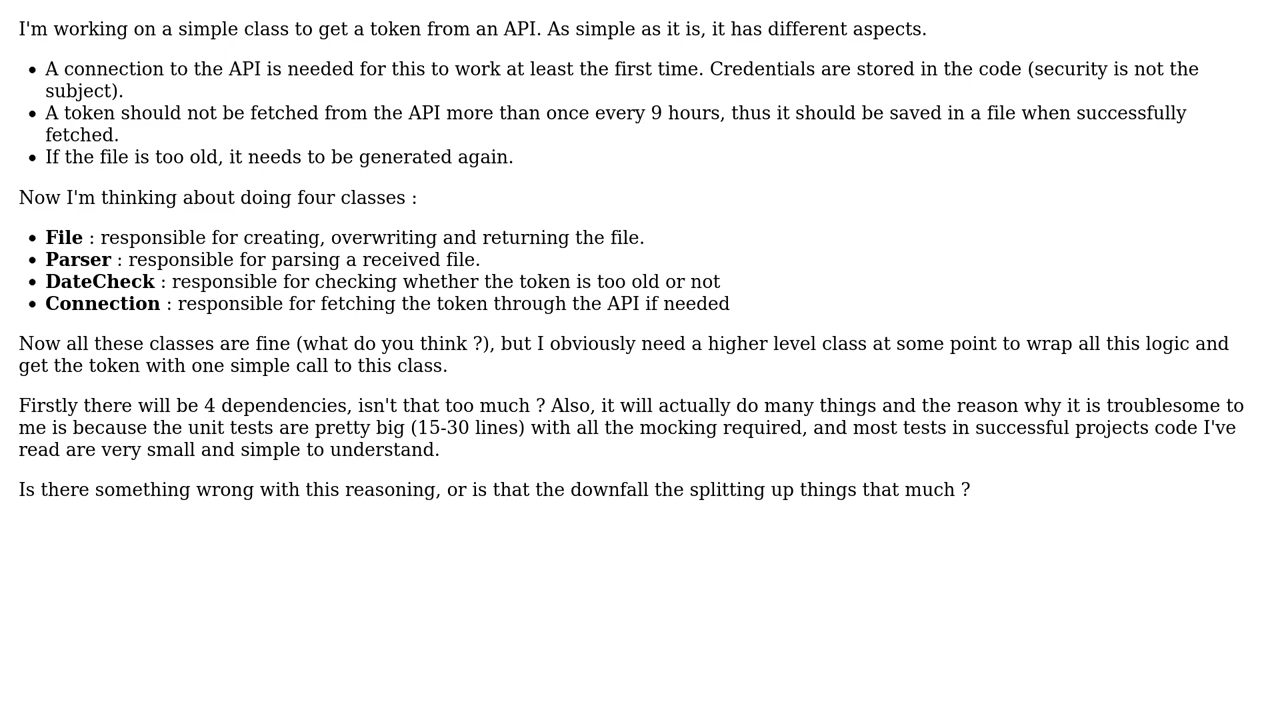 I'm working on a simple class to get a token from an API. As simple as it is, it has different aspects.
• A connection to the API is needed for this to work at least the first time. Credentials are stored in the code (security is not the
subject).
• A token should not be fetched from the API more than once every 9 hours, thus it should be saved in a file when successfully
fetched.
• If the file is too old, it needs to be generated again.
Now I'm thinking about doing four classes :
• File : responsible for creating, overwriting and returning the file.
• Parser : responsible for parsing a received file.
• DateCheck : responsible for checking whether the token is too old or not
• Connection : responsible for fetching the token through the API if needed
Now all these classes are fine (what do you think ?), but I obviously need a higher level class at some point to wrap all this logic and
get the token with one simple call to this class.
Firstly there will be 4 dependencies, isn't that too much ? Also, it will actually do many things and the reason why it is troublesome to
me is because the unit tests are pretty big (15-30 lines) with all the mocking required, and most tests in successful projects code I've
read are very small and simple to understand.
Is there something wrong with this reasoning, or is that the downfall the splitting up things that much ?